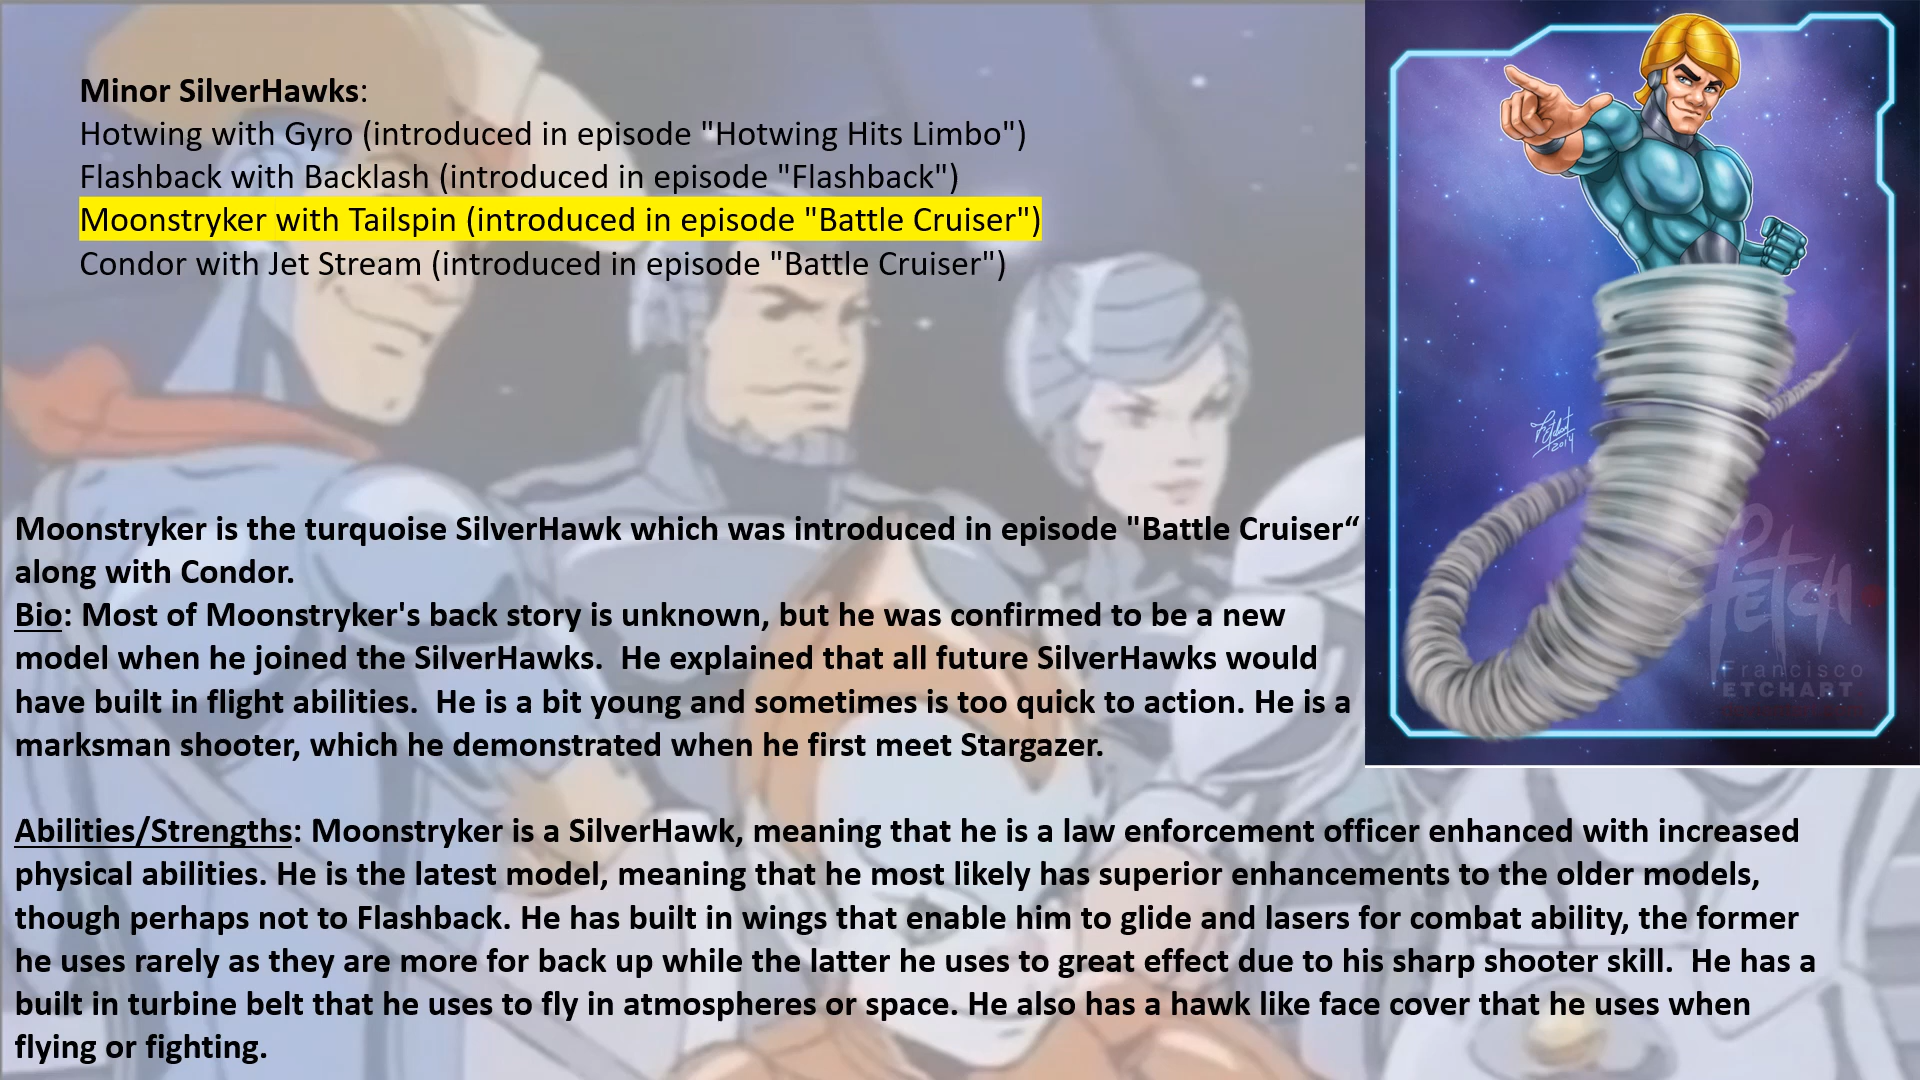 Minor SilverHawks:
Hotwing with Gyro (introduced in episode "Hotwing Hits Limbo")
Flashback with Backlash (introduced in episode "Flashback")
Moonstryker with Tailspin (introduced in episode "Battle Cruiser")
Condor with Jet Stream (introduced in episode "Battle Cruiser")
Moonstryker is the turquoise SilverHawk which was introduced in episode "Battle Cruiser“
along with Condor.
Bio: Most of Moonstryker's back story is unknown, but he was confirmed to be a new
model when he joined the SilverHawks.  He explained that all future SilverHawks would
have built in flight abilities.  He is a bit young and sometimes is too quick to action. He is a
marksman shooter, which he demonstrated when he first meet Stargazer.
Abilities/Strengths: Moonstryker is a SilverHawk, meaning that he is a law enforcement officer enhanced with increased
physical abilities. He is the latest model, meaning that he most likely has superior enhancements to the older models,
though perhaps not to Flashback. He has built in wings that enable him to glide and lasers for combat ability, the former
he uses rarely as they are more for back up while the latter he uses to great effect due to his sharp shooter skill.  He has a
built in turbine belt that he uses to fly in atmospheres or space. He also has a hawk like face cover that he uses when
flying or fighting.
2014
FETCH
Francisco
ETCHART